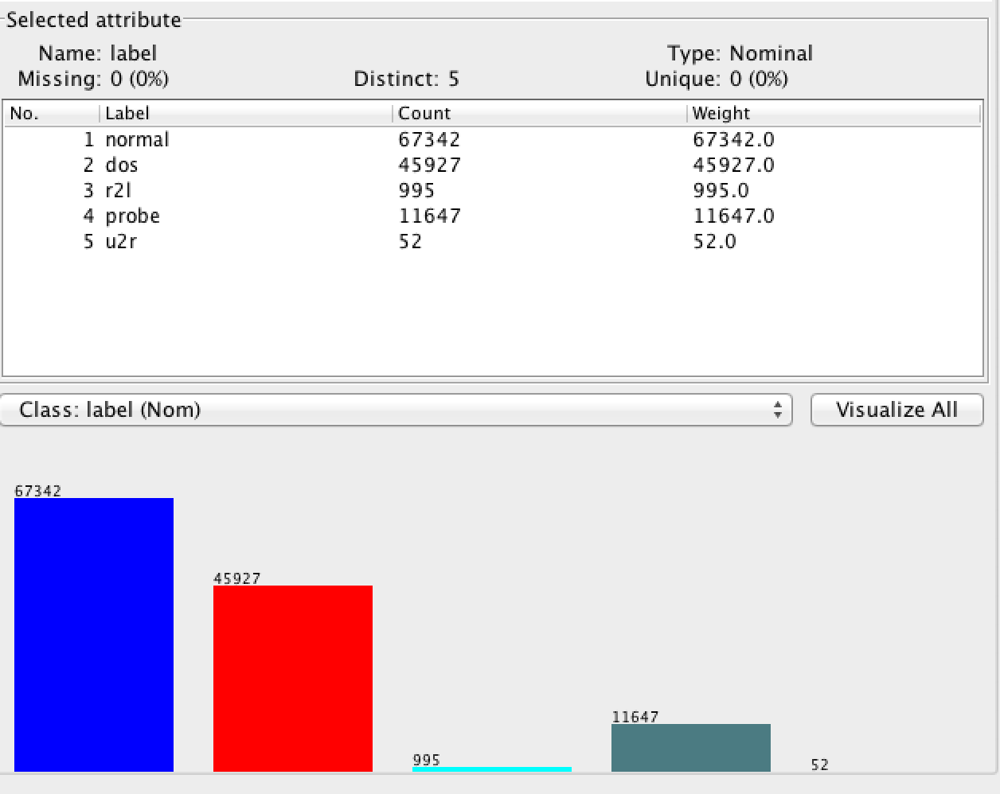 Selected attribute
Name: label Type: Nominal
Missing: 0 (0%) Distinct: 5 Unique: 0 (0%)
No. Label Count Weight
1 normal 67342 67342.0
2 dos 45927 45927.0
3 r2l 995 995.0
4 probe 11647 11647.0
5 u2r 52 52.0
Class: label (Nom) Visualize All
67342
45927
995
11647
52